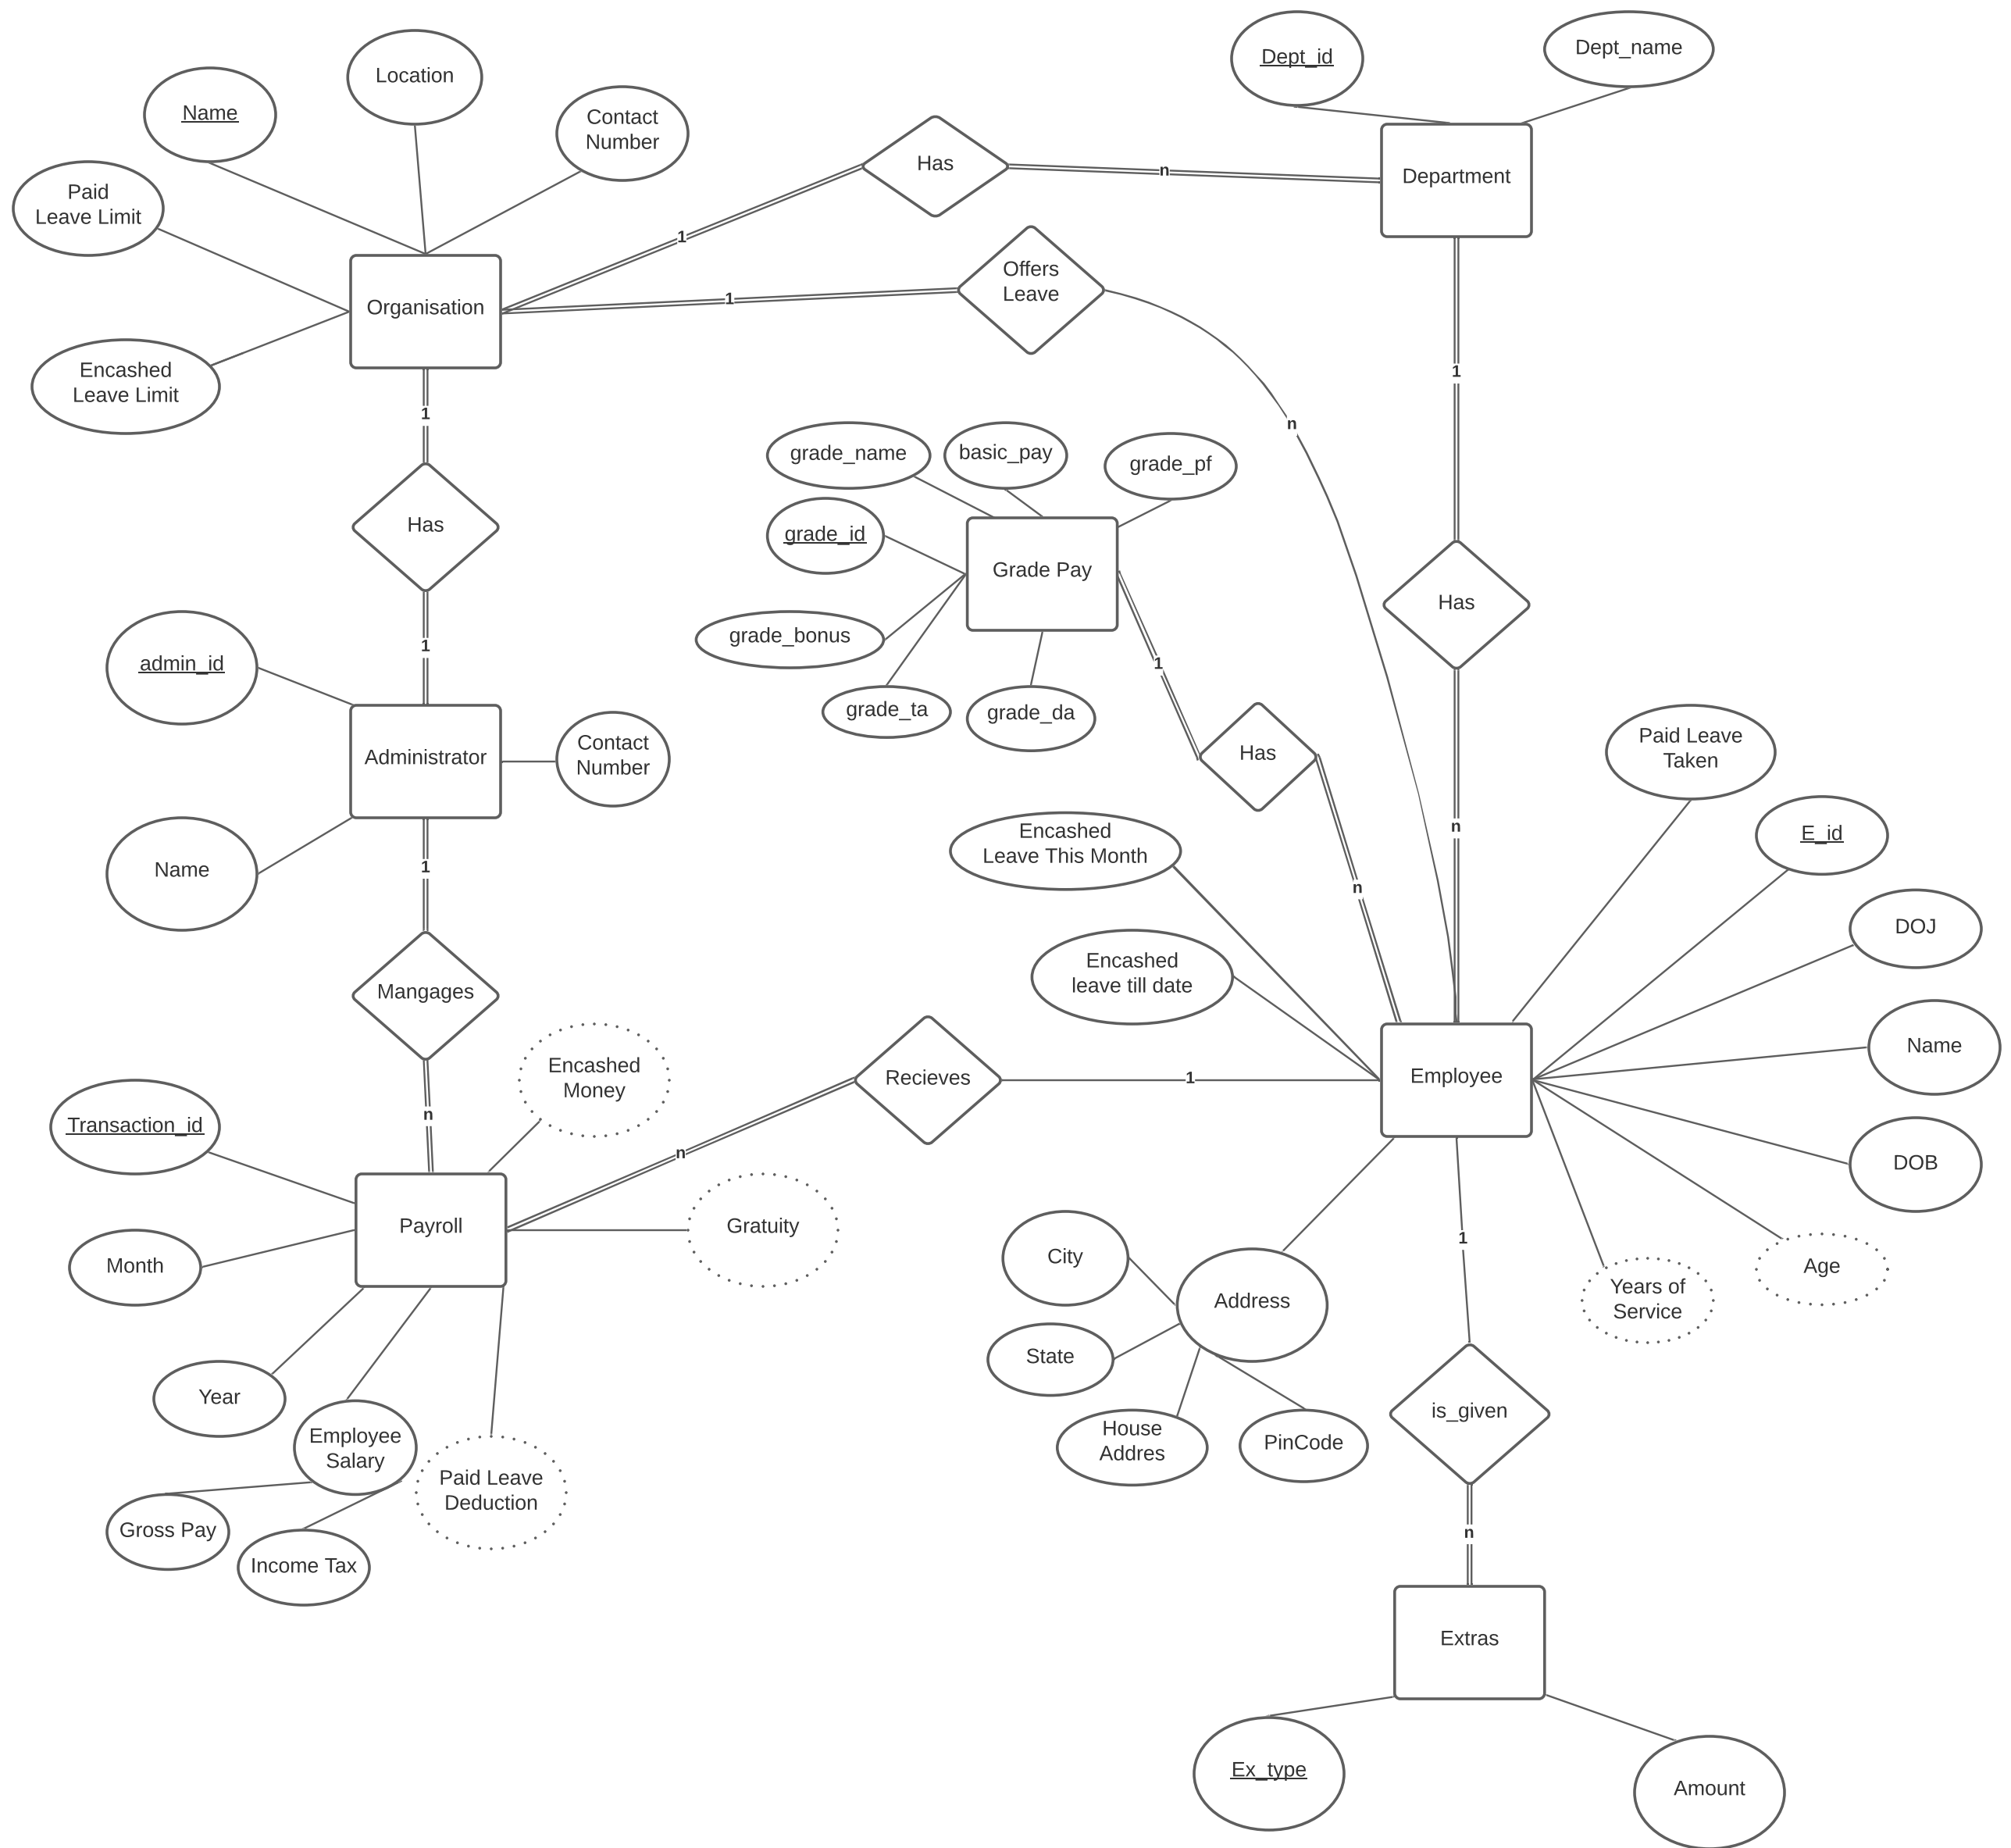 Dept_id
Dept_name
Location
Name
Contact
Number
Has
n
Department
Paid
Leave Limit
1
Offers
Leave
Organisation
1
Encashed
Leave Limit
1
1
n
grade_name
basic_pay
grade_pf
Has
grade_id
Grade Pay
Has
grade_bonus
1
admin_id
1
grade_ta
grade_da
Has
Paid Leave
Taken
Administrator
Contact
Number
Encashed
Leave This Month
n
E_id
Name
1
n
DOJ
Mangages
Encashed
leave till date
Name
Encashed
Money
Recieves
1
Employee
Transaction_id
n
n
DOB
Payroll
Gratuity
Month
City
1
Age
Address
Years of
Service
State
Year
Employee
Salary
Paid Leave
Deduction
House
Addres
PinCode
is_given
Gross Pay
Income Tax
n
Extras
Ex_type
Amount